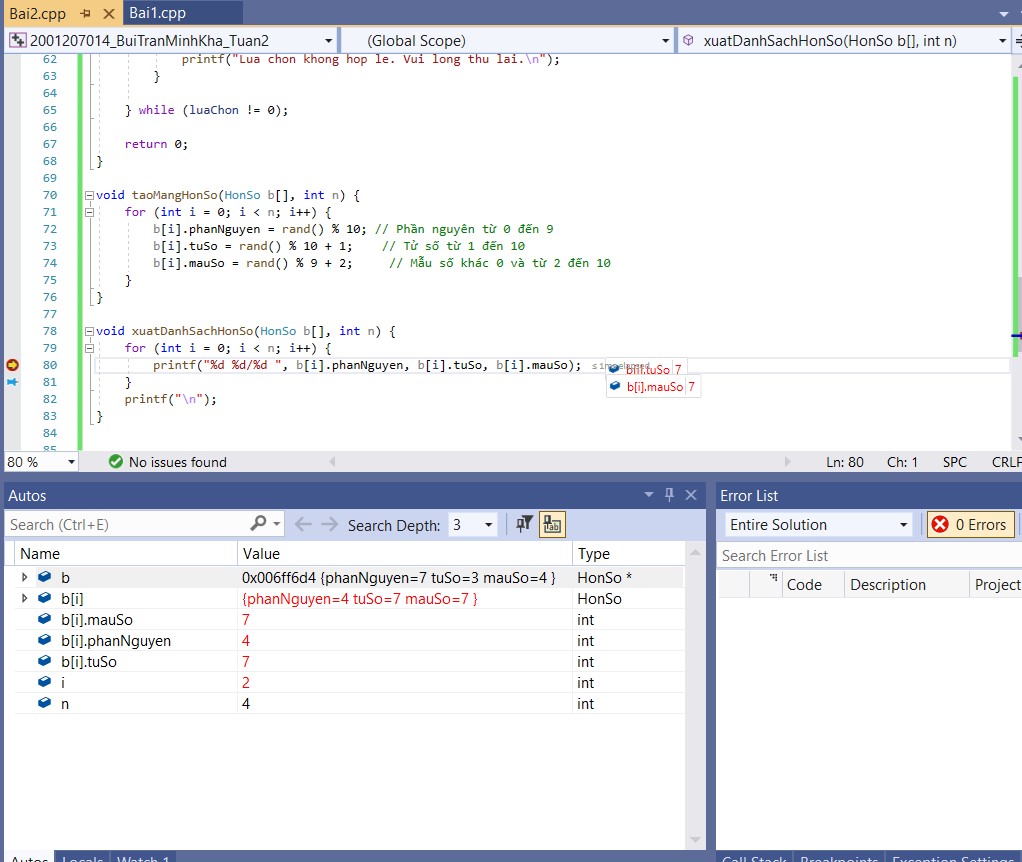 Bai2.cpp Bai1.cpp
2001207014_BuiTranMinhKha_Tuan2 (Global Scope) xuatDanhSachHonSo(HonSo b[], int n)
62 printf("Lua chon khong hop le. Vui long thu lai.\n");
63 }
64
65 } while (luaChon != 0);
66
67 return 0;
68 }
69
70 void taoMangHonSo(HonSo b[], int n) {
71 for (int i = 0; i < n; i++) {
72 b[i].phanNguyen = rand() % 10; // Phần nguyên từ 0 đến 9
73 b[i].tuSo = rand() % 10 + 1; // Tử số từ 1 đến 10
74 b[i].mauSo = rand() % 9 + 2; // Mẫu số khác 0 và từ 2 đến 10
75 }
76 }
77
78 void xuatDanhSachHonSo(HonSo b[], int n) {
79 for (int i = 0; i < n; i++) {
80 printf("%d %d/%d ", b[i].phanNguyen, b[i].tuSo, b[i].mauSo); b[i].tuSo 7
81 } b[i].mauSo 7
82 printf("\n");
83 }
84
85
80 % No issues found Ln: 80 Ch: 1 SPC CRLF
Autos
Search (Ctrl+E) Search Depth: 3
Name Value Type
b 0x006ff6d4 {phanNguyen=7 tuSo=3 mauSo=4 } HonSo *
b[i] {phanNguyen=4 tuSo=7 mauSo=7 } HonSo
b[i].mauSo 7 int
b[i].phanNguyen 4 int
b[i].tuSo 7 int
i 2 int
n 4 int
Autos Locals Watch 1
Error List
Entire Solution 0 Errors
Search Error List
Code Description Project
Call Stack Breakpoints Exception Settings